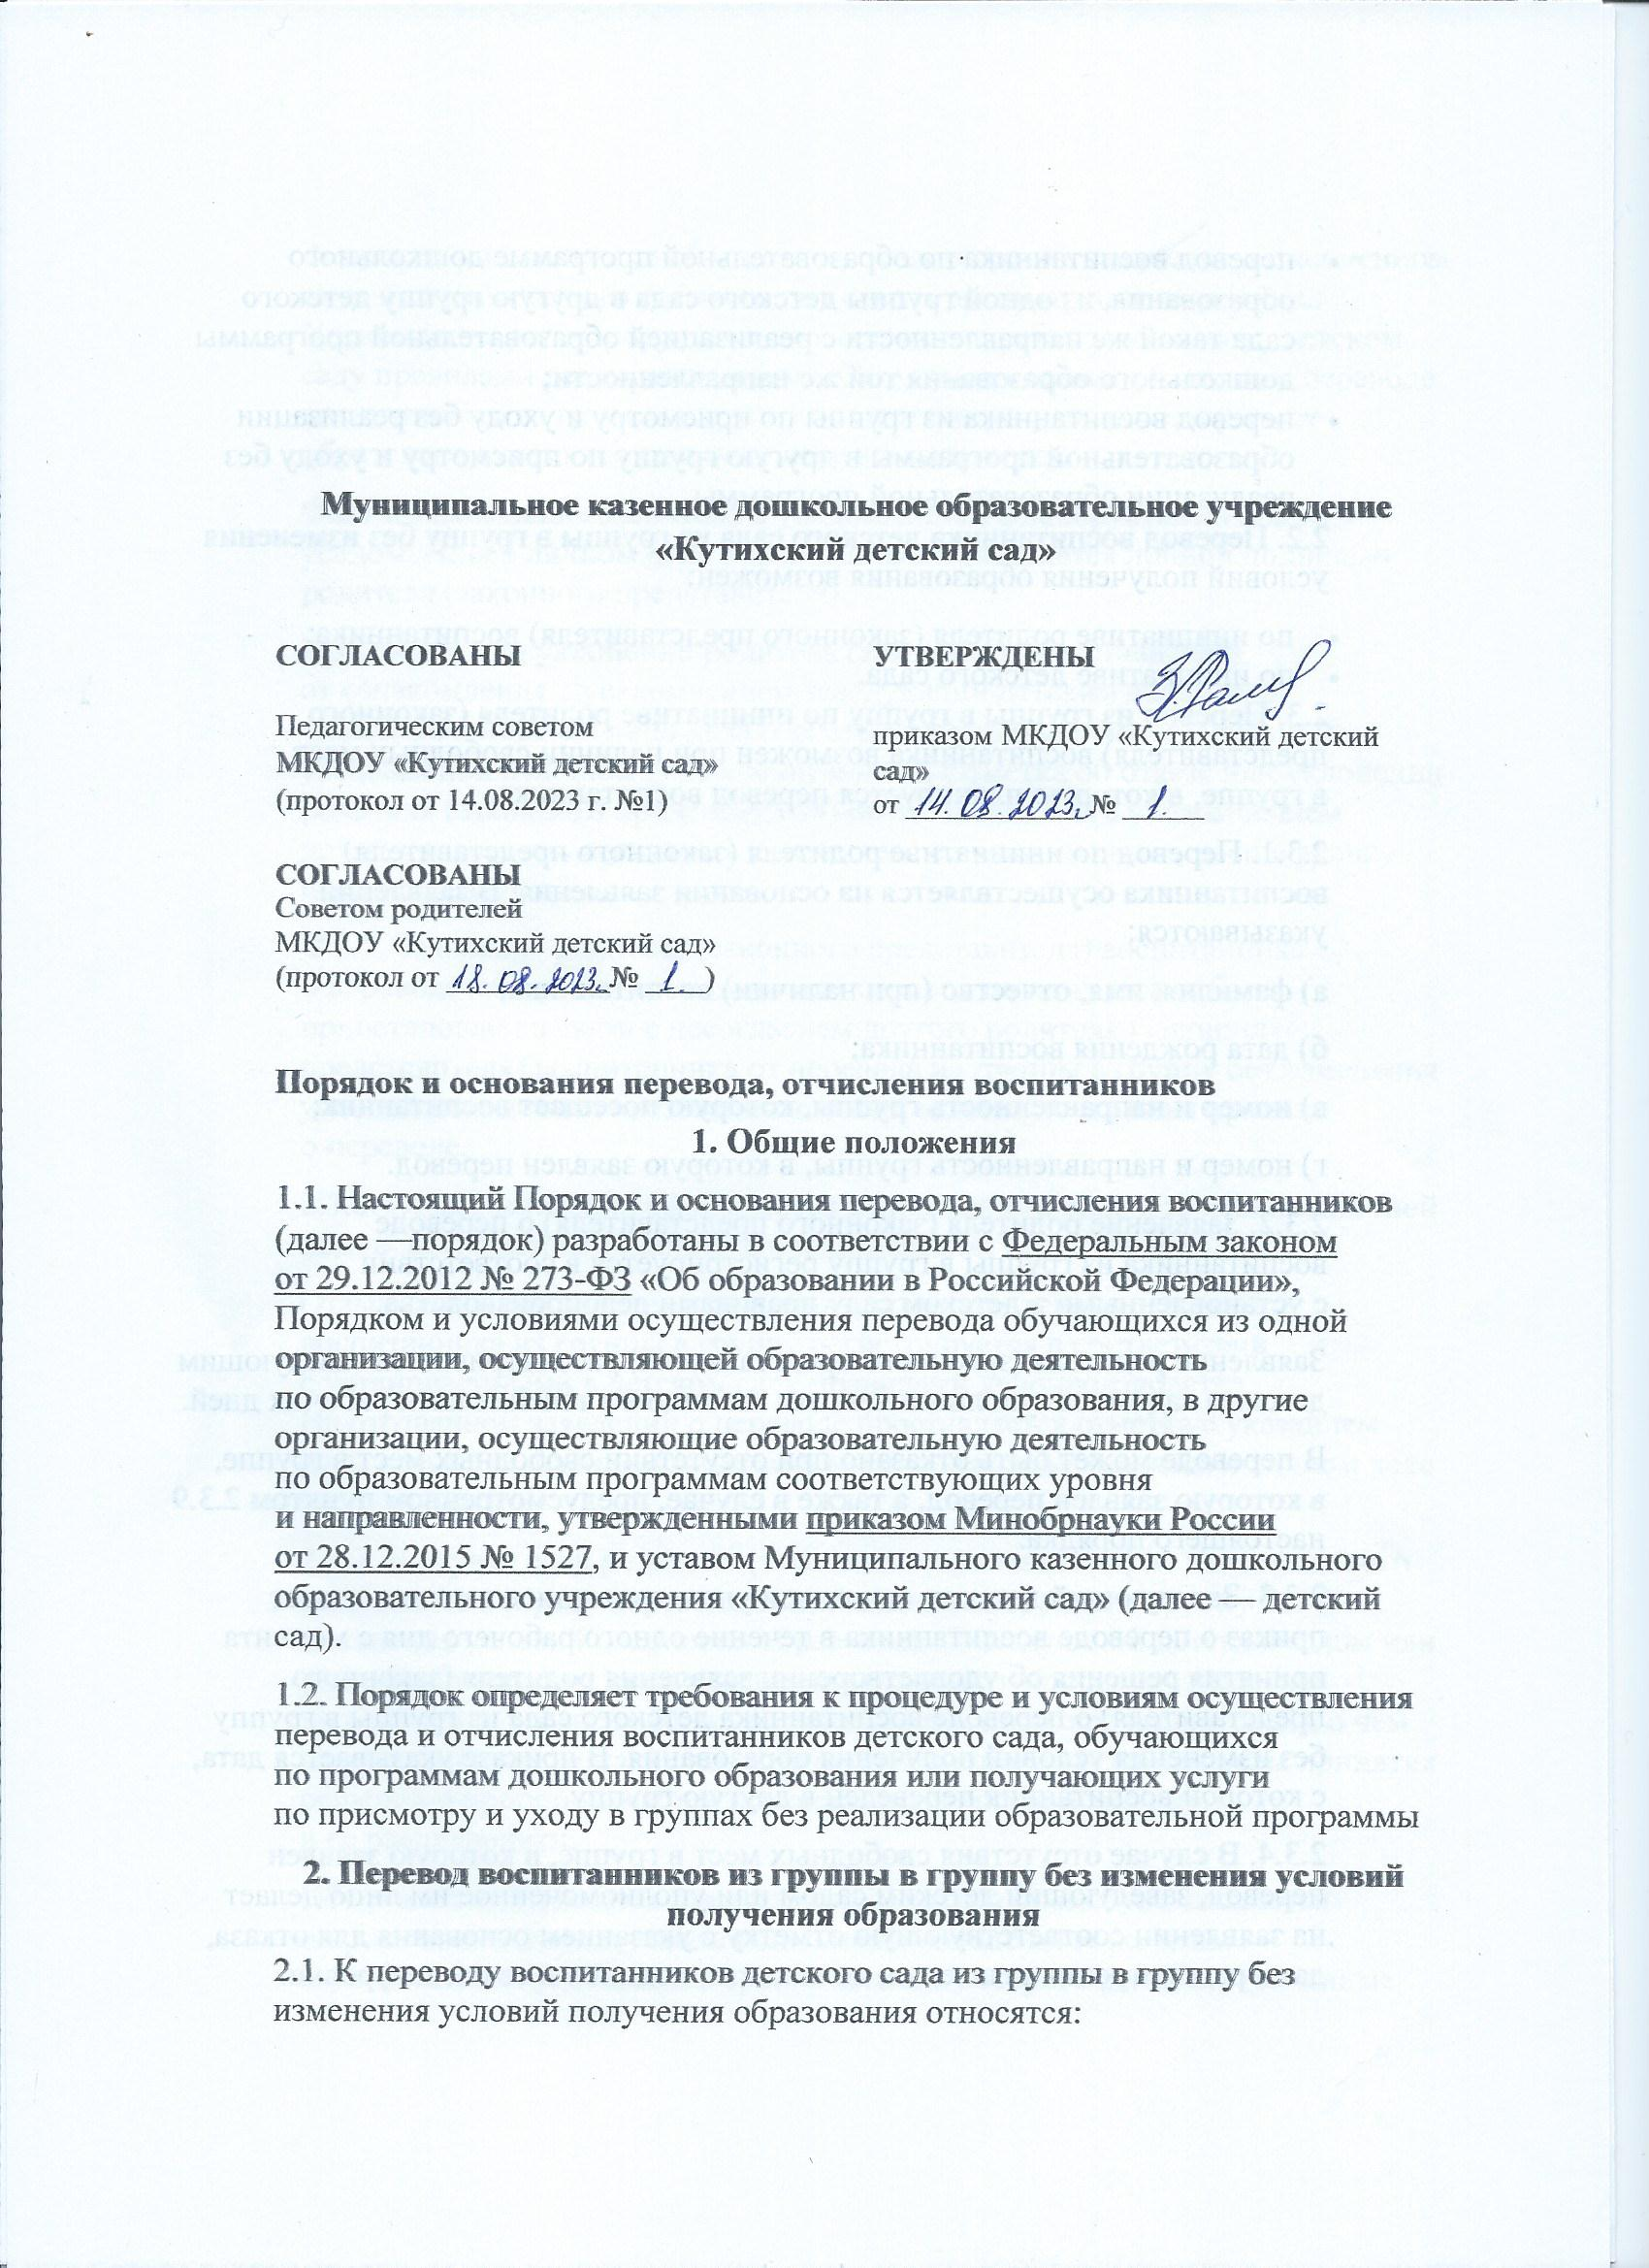 Муниципальное казенное дошкольное образовательное учреждение
«Кутихский детский сад»
СОГЛАСОВАНЫ
Педагогическим советом
МКДОУ «Кутихский детский сад»
(протокол от 14.08.2023 г. №1)
УТВЕРЖДЕНЫ
приказом МКДОУ «Кутихский детский
сад»
от 14.08.2023г № 1.
СОГЛАСОВАНЫ
Советом родителей
МКДОУ «Кутихский детский сад»
(протокол от 18.08.2023г № 1.)
Порядок и основания перевода, отчисления воспитанников
1. Общие положения
1.1. Настоящий Порядок и основания перевода, отчисления воспитанников
(далее —порядок) разработаны в соответствии с Федеральным законом
от 29.12.2012 № 273-ФЗ «Об образовании в Российской Федерации»,
Порядком и условиями осуществления перевода обучающихся из одной
организации, осуществляющей образовательную деятельность
по образовательным программам дошкольного образования, в другие
организации, осуществляющие образовательную деятельность
по образовательным программам соответствующих уровня
и направленности, утвержденными приказом Минобрнауки России
от 28.12.2015 № 1527, и уставом Муниципального казенного дошкольного
образовательного учреждения «Кутихский детский сад» (далее — детский
сад).
1.2. Порядок определяет требования к процедуре и условиям осуществления
перевода и отчисления воспитанников детского сада, обучающихся
по программам дошкольного образования или получающих услуги
по присмотру и уходу в группах без реализации образовательной программы
2. Перевод воспитанников из группы в группу без изменения условий
получения образования
2.1. К переводу воспитанников детского сада из группы в группу без
изменения условий получения образования относятся: